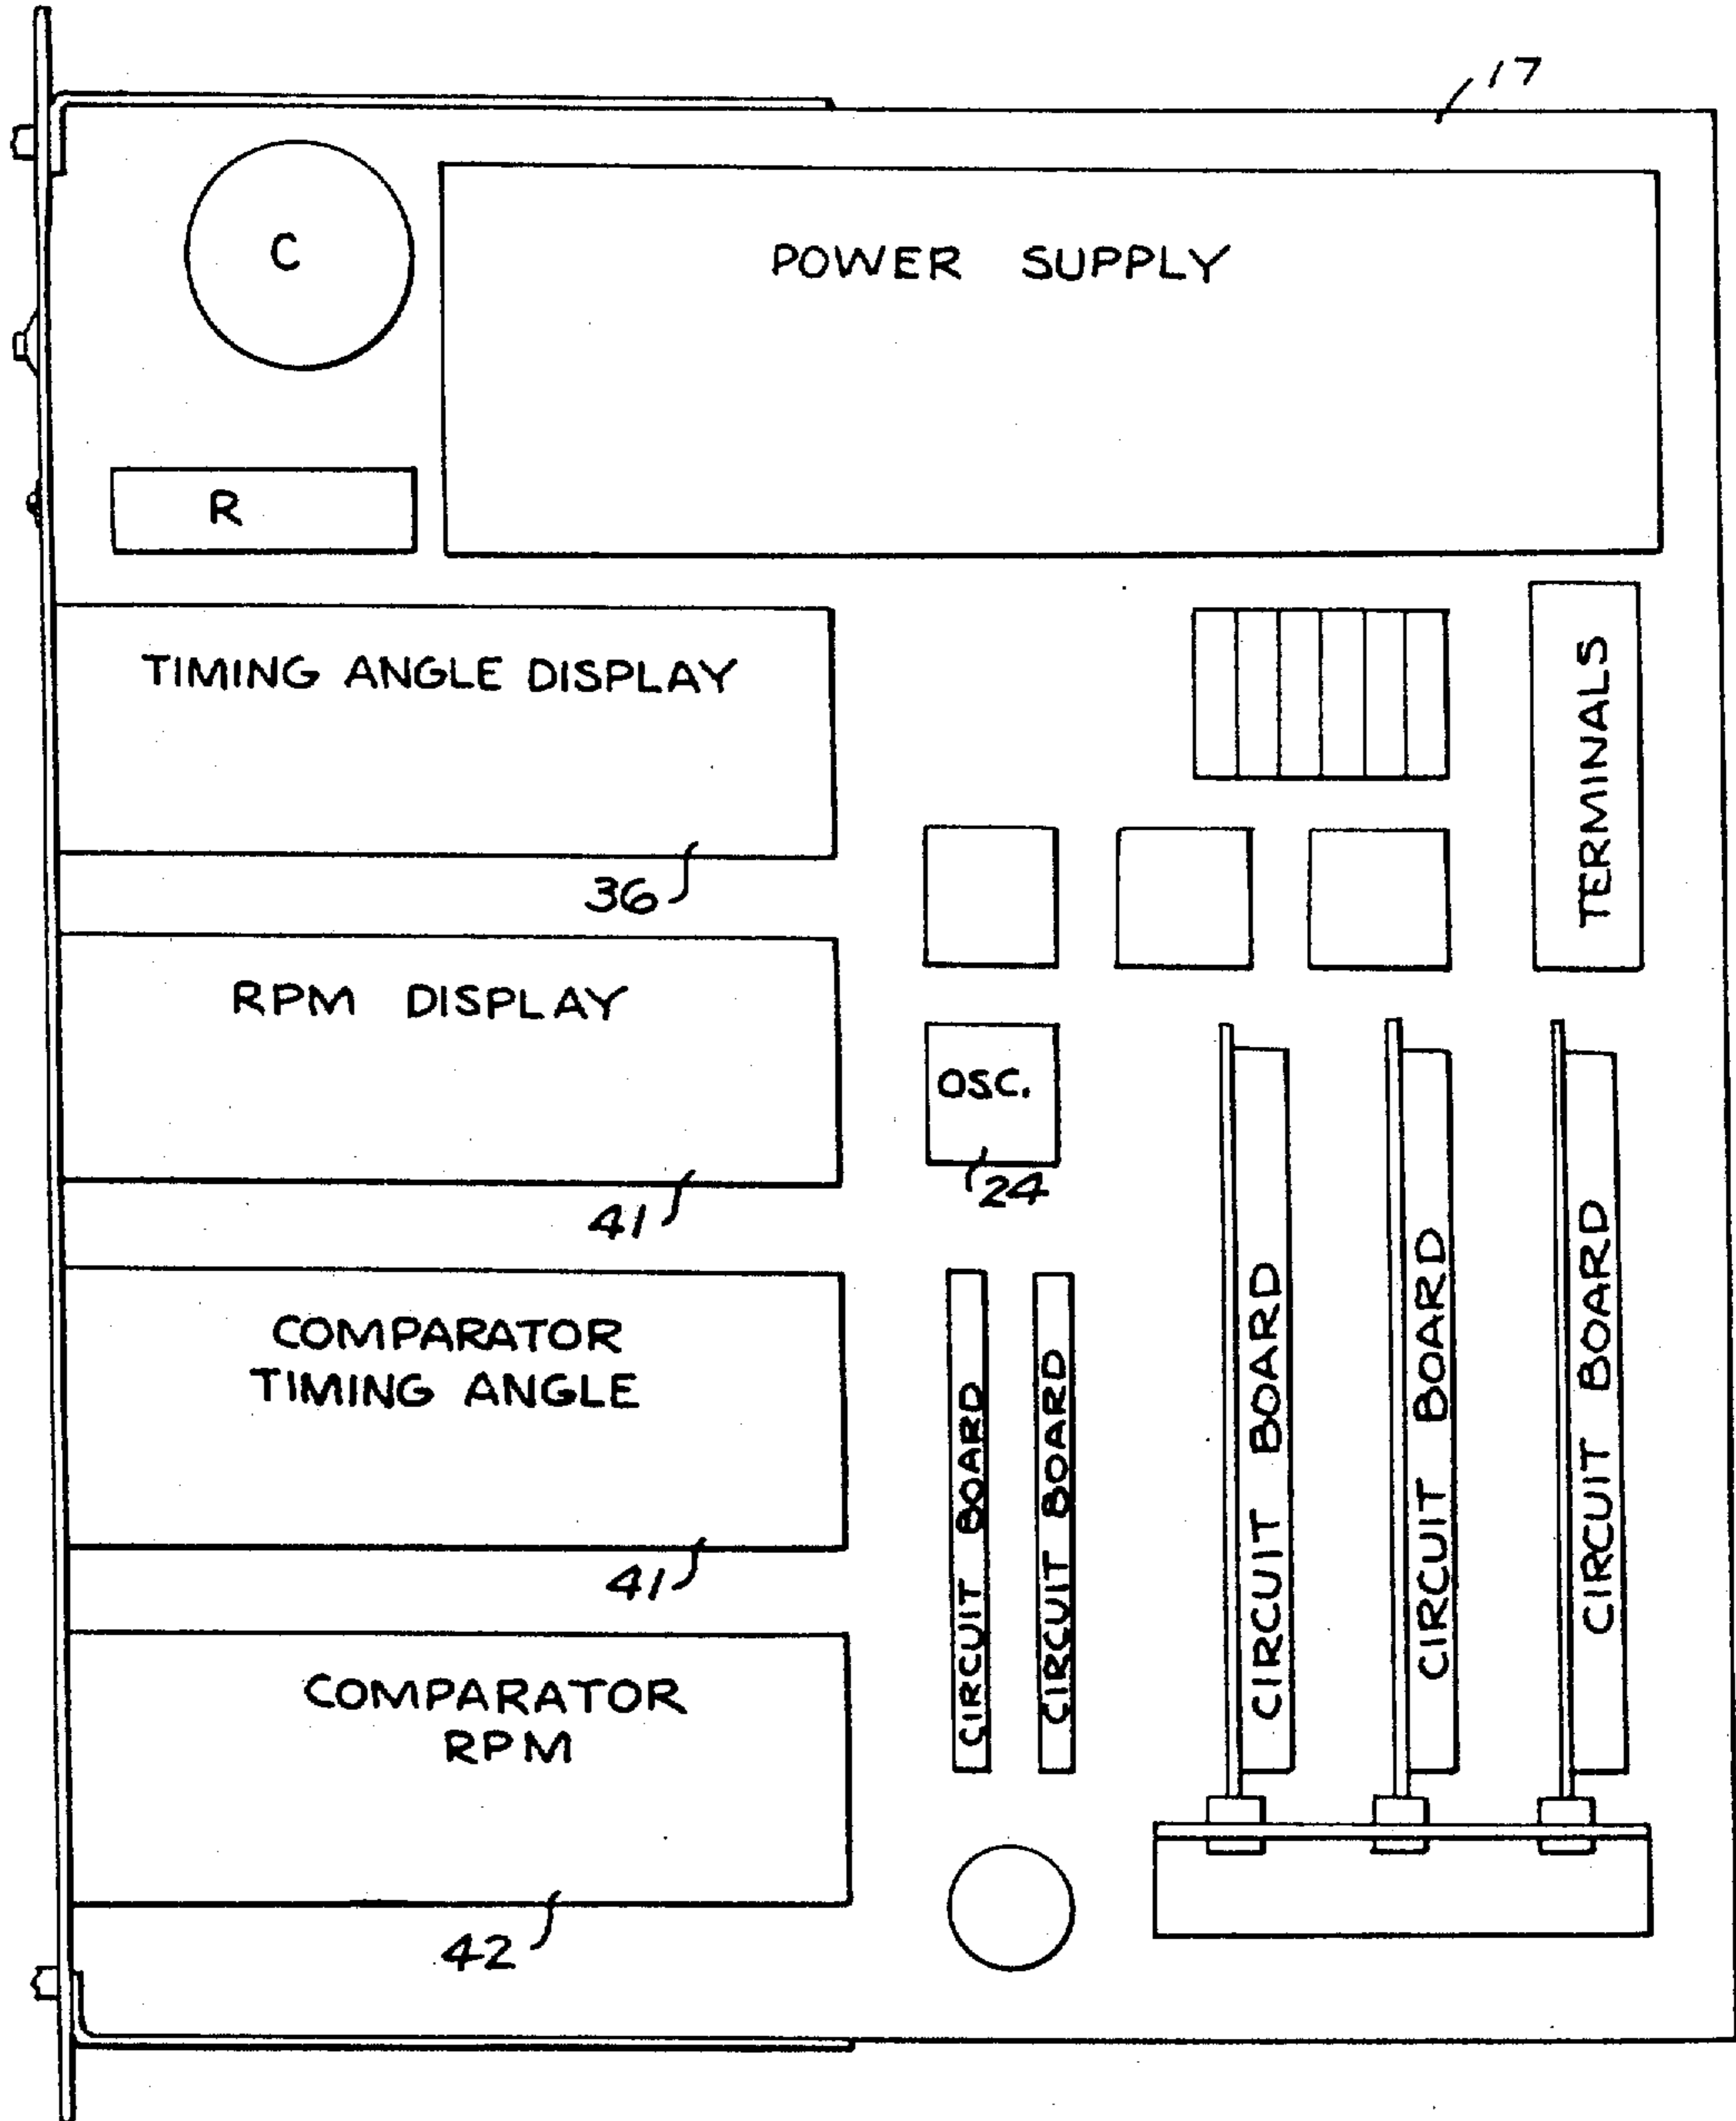 17
C
POWER SUPPLY
R
TIMING ANGLE DISPLAY
36
TERMINALS
RPM DISPLAY
41
OSC.
24
COMPARATOR
TIMING ANGLE
41
COMPARATOR
RPM
42
CIRCUIT BOARD
CIRCUIT BOARD
CIRCUIT BOARD
CIRCUIT BOARD
CIRCUIT BOARD